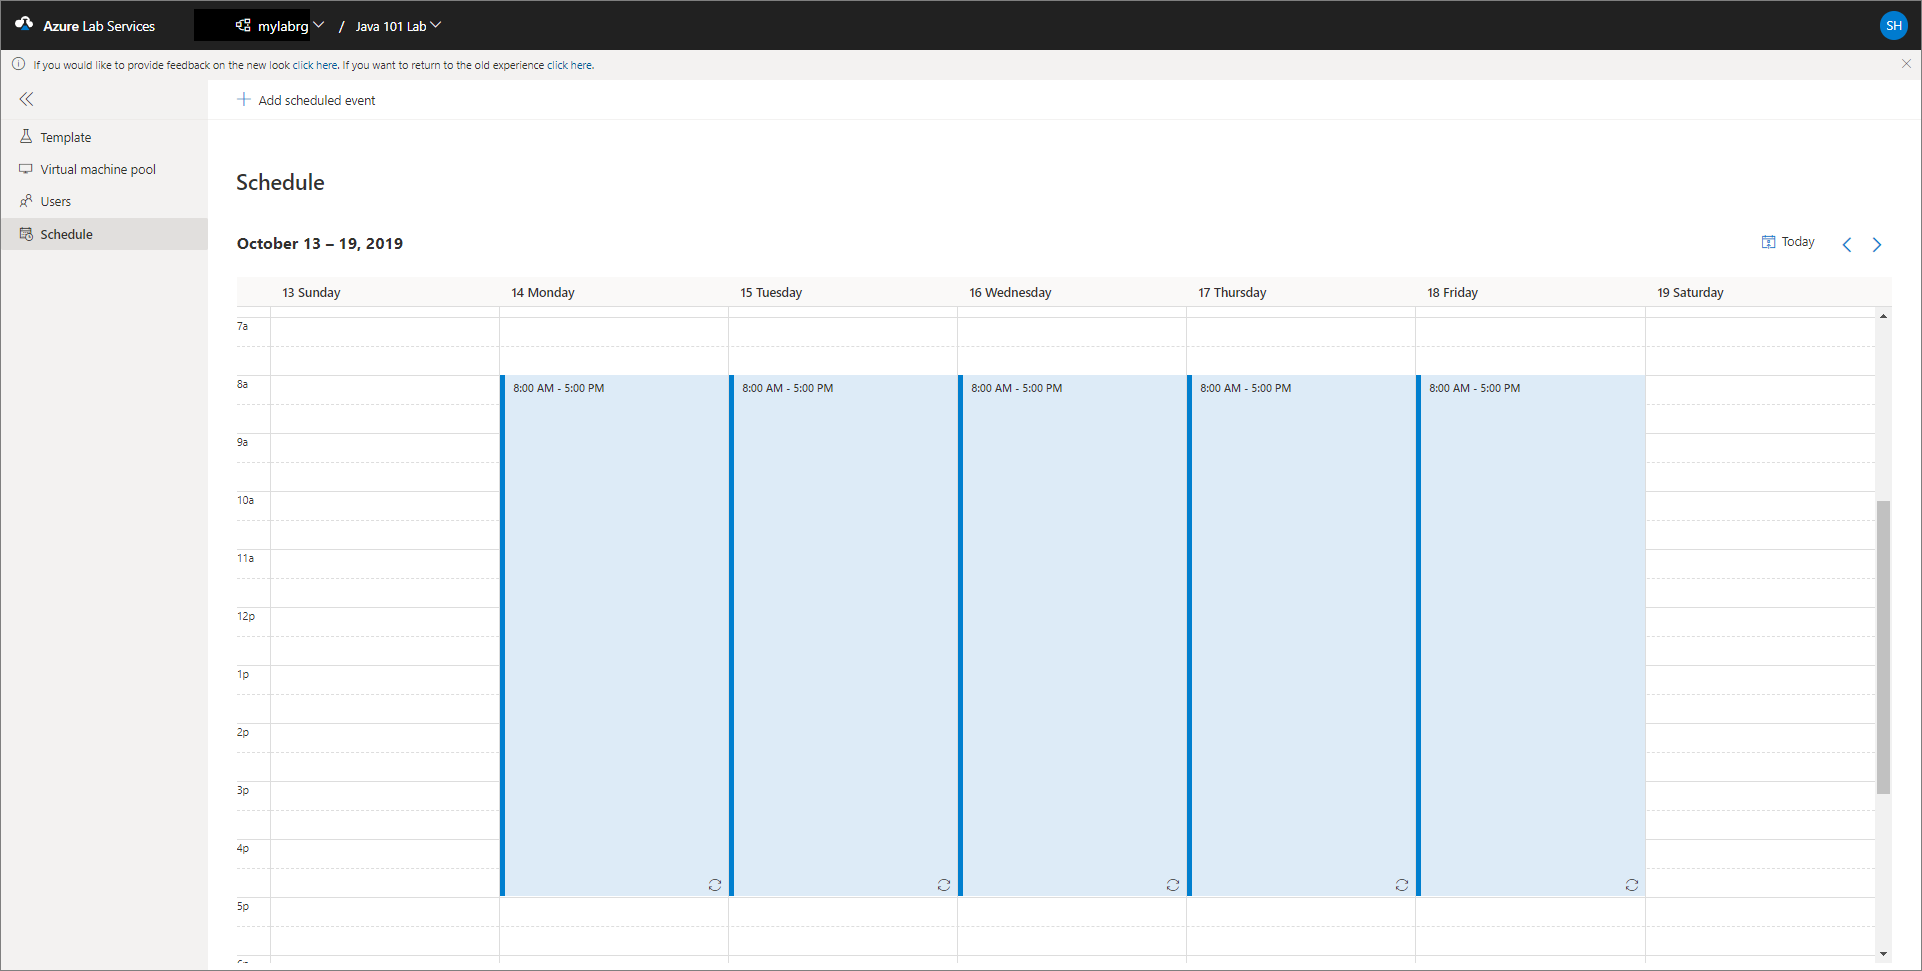 Azure Lab Services mylabrg / Java 101 Lab SH
If you would like to provide feedback on the new look click here. If you want to return to the old experience click here.
Add scheduled event
Template
Virtual machine pool
Users
Schedule
Schedule
October 13 – 19, 2019 Today
13 Sunday 14 Monday 15 Tuesday 16 Wednesday 17 Thursday 18 Friday 19 Saturday
7a
8a 8:00 AM - 5:00 PM 8:00 AM - 5:00 PM 8:00 AM - 5:00 PM 8:00 AM - 5:00 PM 8:00 AM - 5:00 PM
9a
10a
11a
12p
1p
2p
3p
4p
5p